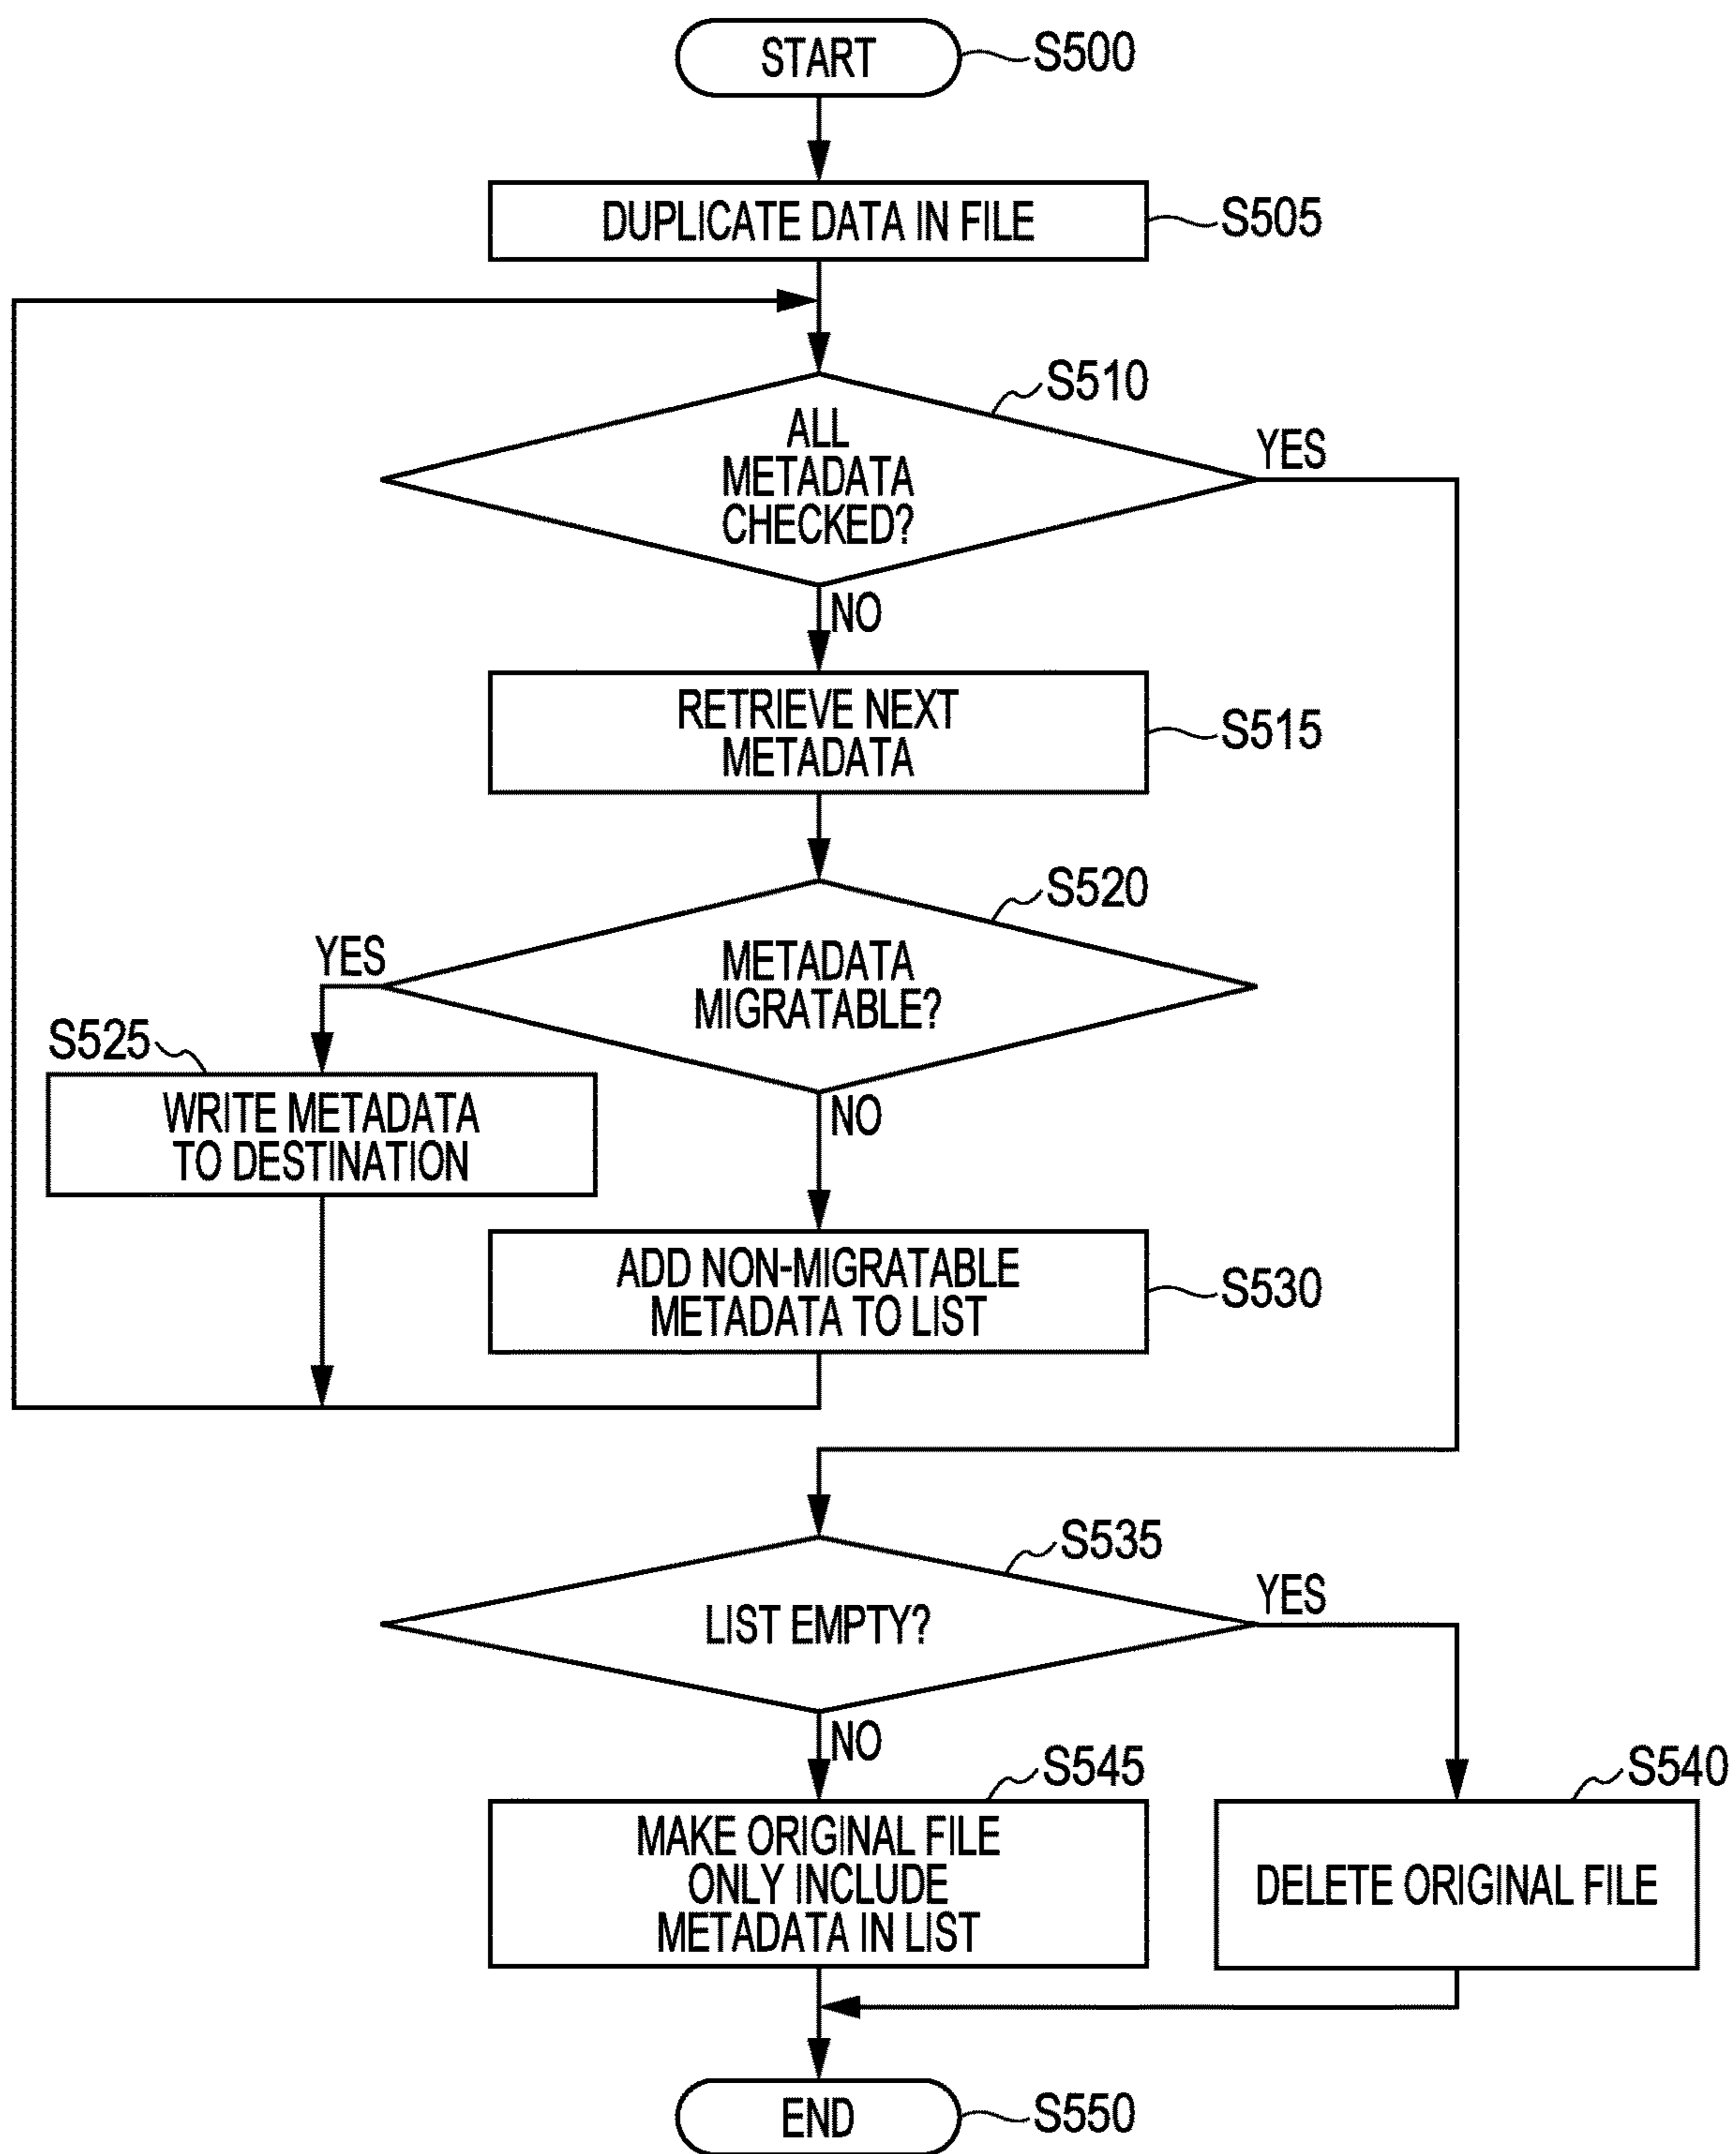 START
S500
DUPLICATE DATA IN FILE
S505
S510
ALL
METADATA
CHECKED?
YES
NO
RETRIEVE NEXT
METADATA
S515
S520
METADATA
MIGRATABLE?
YES
NO
S525
WRITE METADATA
TO DESTINATION
ADD NON-MIGRATABLE
METADATA TO LIST
S530
S535
LIST EMPTY?
YES
NO
S545
MAKE ORIGINAL FILE
ONLY INCLUDE
METADATA IN LIST
S540
DELETE ORIGINAL FILE
END
S550